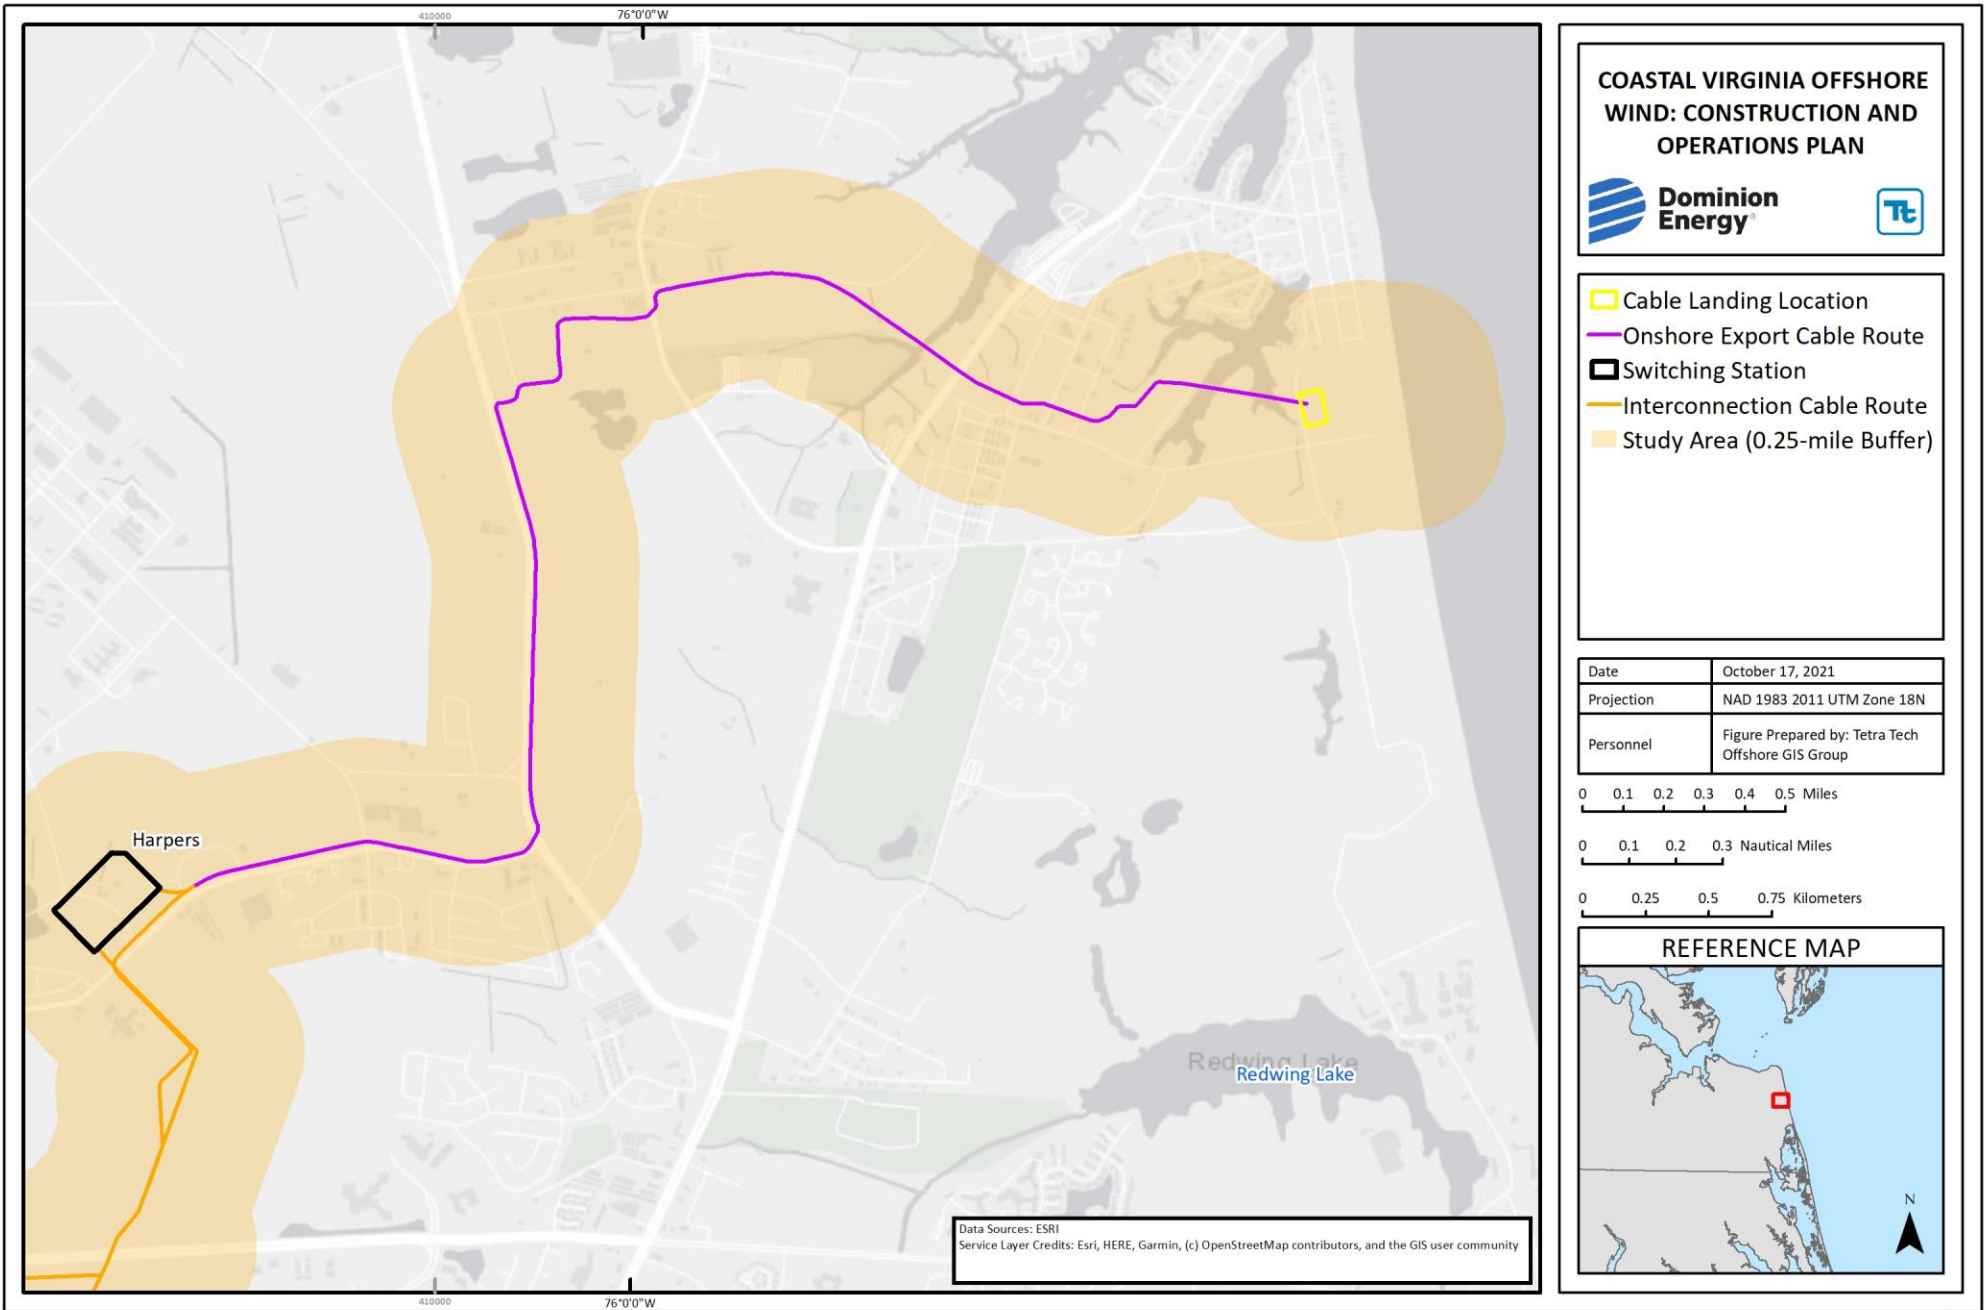 410000
76°0'0"W
COASTAL VIRGINIA OFFSHORE
WIND: CONSTRUCTION AND
OPERATIONS PLAN
Dominion
Energy®
Tt
Cable Landing Location
Onshore Export Cable Route
Switching Station
Interconnection Cable Route
Study Area (0.25-mile Buffer)
Date October 17, 2021
Projection NAD 1983 2011 UTM Zone 18N
Personnel Figure Prepared by: Tetra Tech
Offshore GIS Group
0 0.1 0.2 0.3 0.4 0.5 Miles
0 0.1 0.2 0.3 Nautical Miles
0 0.25 0.5 0.75 Kilometers
REFERENCE MAP
N
Harpers
Redwing Lake
Redwing Lake
Data Sources: ESRI
Service Layer Credits: Esri, HERE, Garmin, (c) OpenStreetMap contributors, and the GIS user community
410000
76°0'0"W